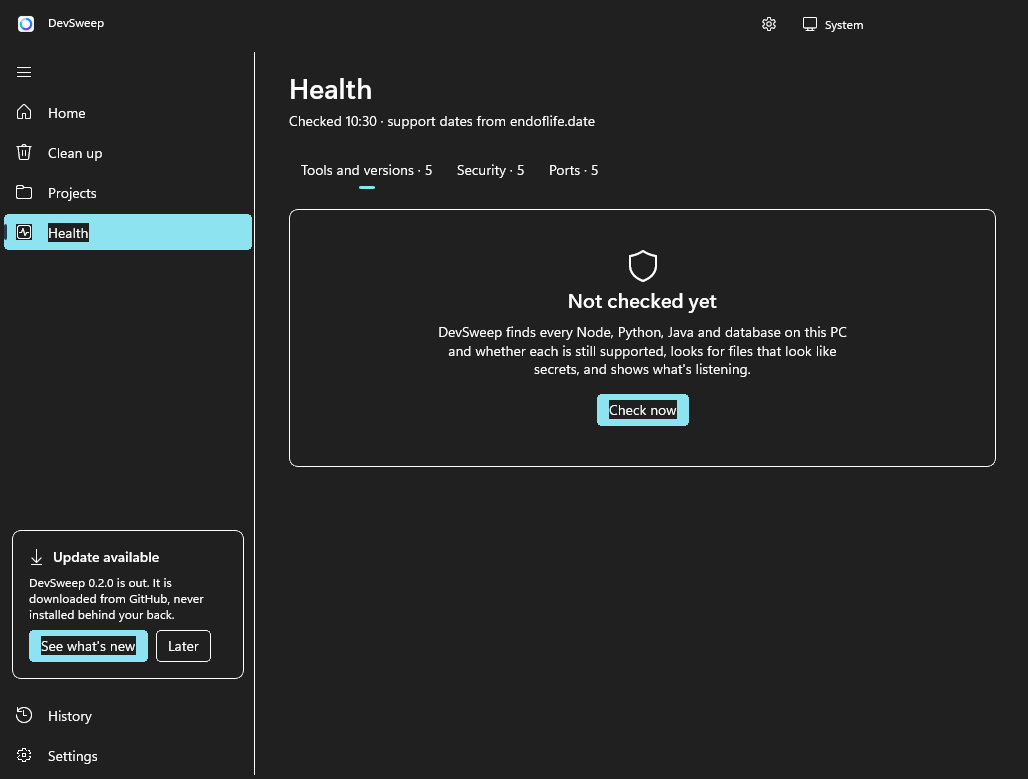 DevSweep
System
Home
Clean up
Projects
Health
Health
Checked 10:30 · support dates from endoflife.date
Tools and versions · 5
Security · 5
Ports · 5
Not checked yet
DevSweep finds every Node, Python, Java and database on this PC
and whether each is still supported, looks for files that look like
secrets, and shows what's listening.
Check now
Update available
DevSweep 0.2.0 is out. It is
downloaded from GitHub, never
installed behind your back.
See what's new
Later
History
Settings